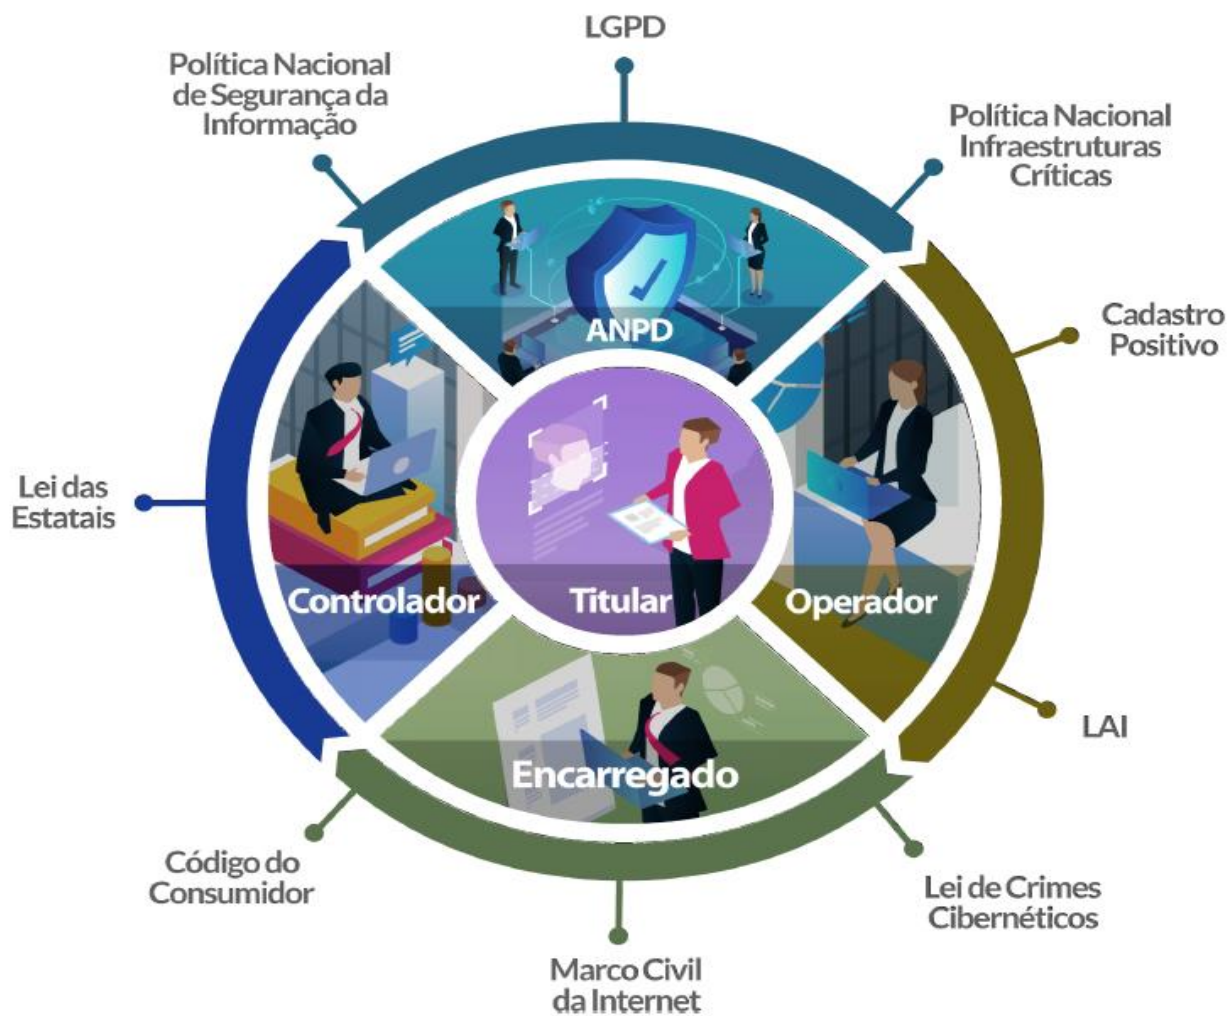 LGPD
Política Nacional
de Segurança da
Informação
Política Nacional
Infraestruturas
Críticas
ANPD
Cadastro
Positivo
Lei das
Estatais
Controlador
Titular
Operador
LAI
Encarregado
Código do
Consumidor
Lei de Crimes
Cibernéticos
Marco Civil
da Internet